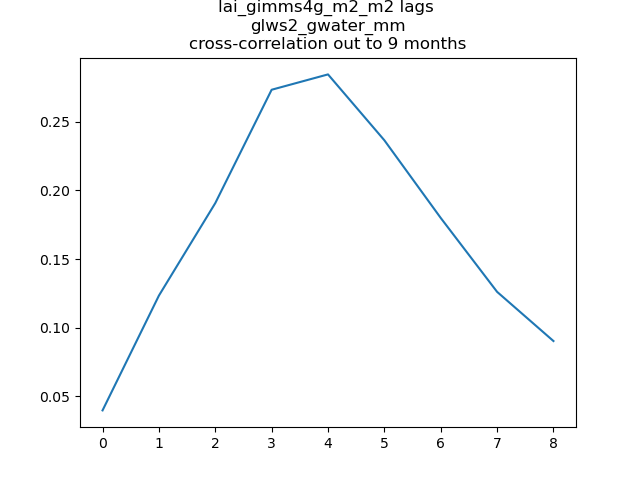 lai_gimms4g_m2_m2 lags
glws2_gwater_mm
cross-correlation out to 9 months
0.25
0.20
0.15
0.10
0.05
0 1 2 3 4 5 6 7 8